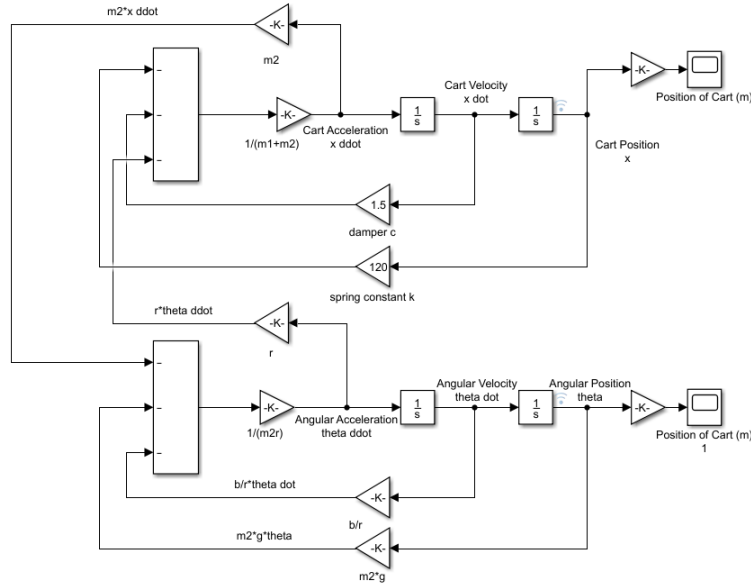 m2*x ddot
-K-
m2
-
-
-
-K-
1/(m1+m2)
Cart Acceleration
x ddot
1
s
Cart Velocity
x dot
1
s
Cart Position
x
-K-
Position of Cart (m)
1.5
damper c
120
spring constant k
r*theta ddot
-K-
r
-
-
-
-K-
1/(m2r)
Angular Acceleration
theta ddot
1
s
Angular Velocity
theta dot
1
s
Angular Position
theta
-K-
Position of Cart (m)
1
b/r*theta dot
-K-
b/r
m2*g*theta
-K-
m2*g